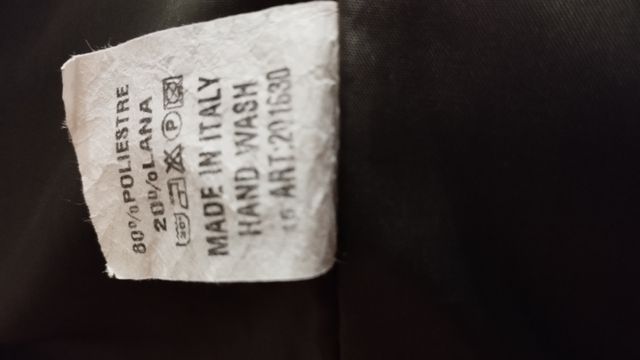 80% POLIESTRE
20% LANA
P
MADE IN ITALY
HAND WASH
ART:201630